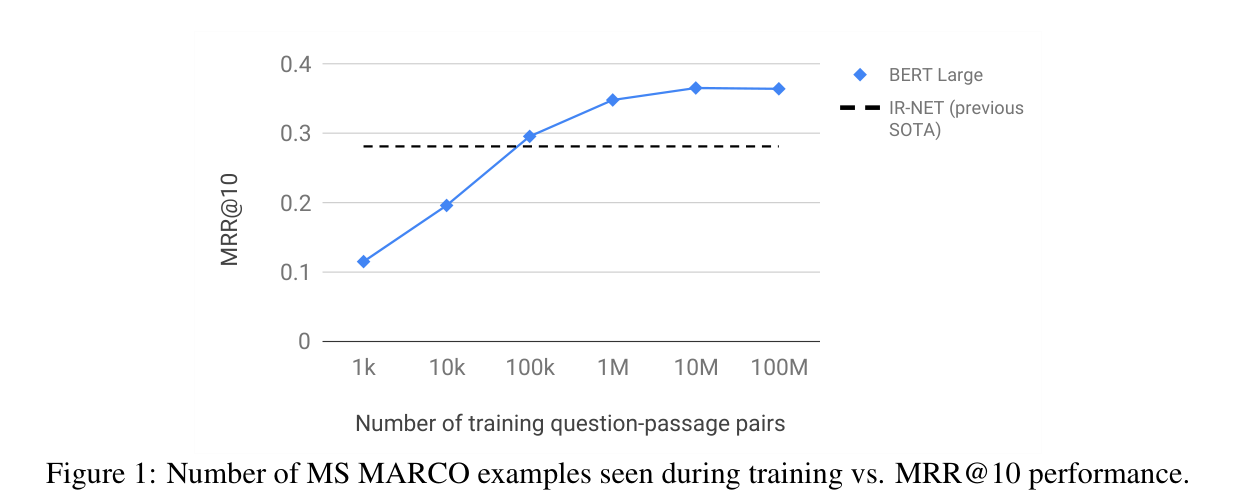 0.4
0.3
0.2
0.1
0
MRR@10
1k 10k 100k 1M 10M 100M
Number of training question-passage pairs
BERT Large
IR-NET (previous
SOTA)
Figure 1: Number of MS MARCO examples seen during training vs. MRR@10 performance.